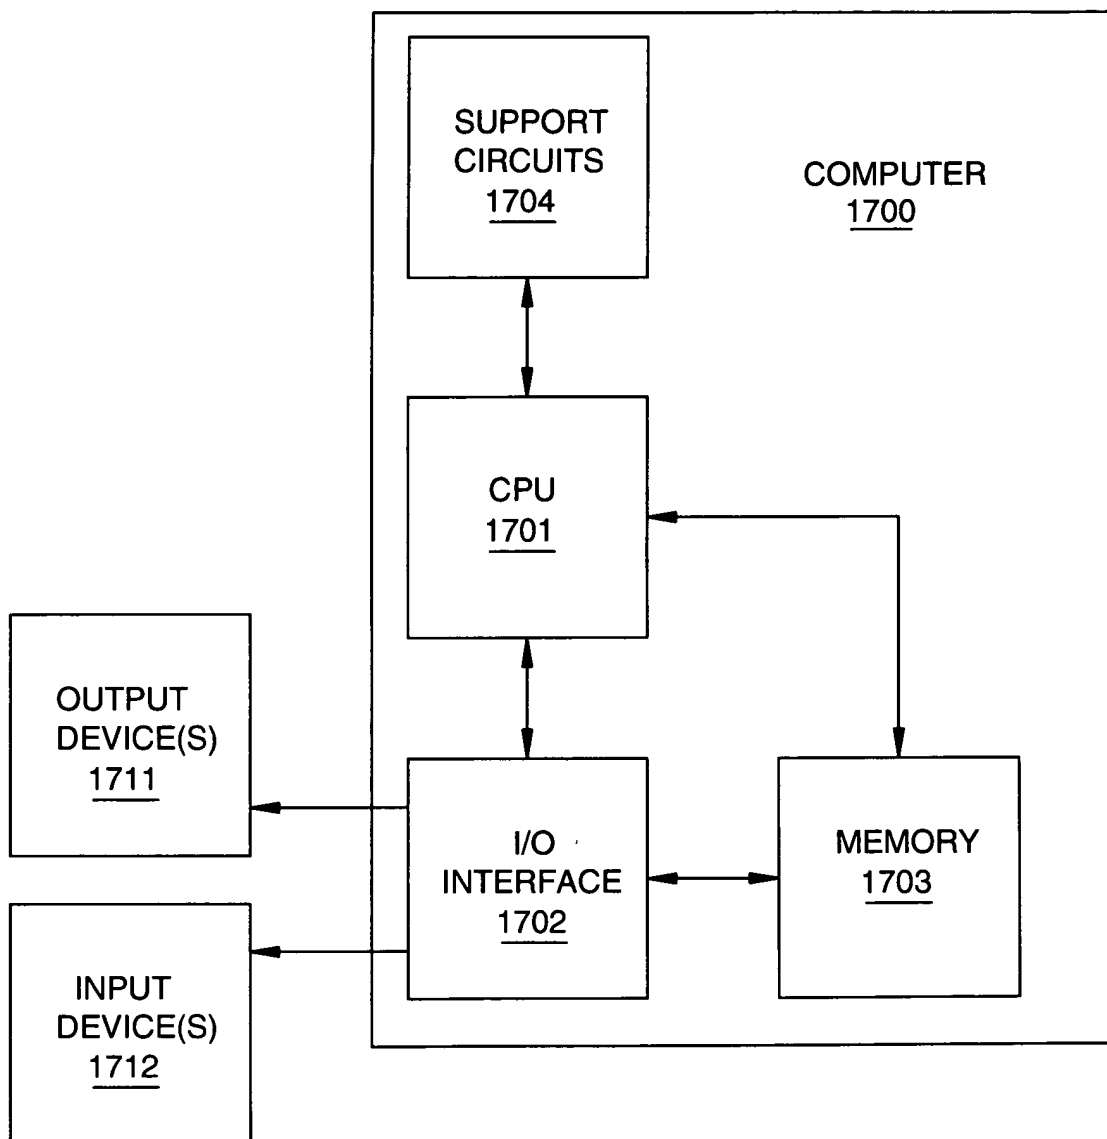 SUPPORT
CIRCUITS
1704
COMPUTER
1700
CPU
1701
OUTPUT
DEVICE(S)
1711
I/O
INTERFACE
1702
MEMORY
1703
INPUT
DEVICE(S)
1712